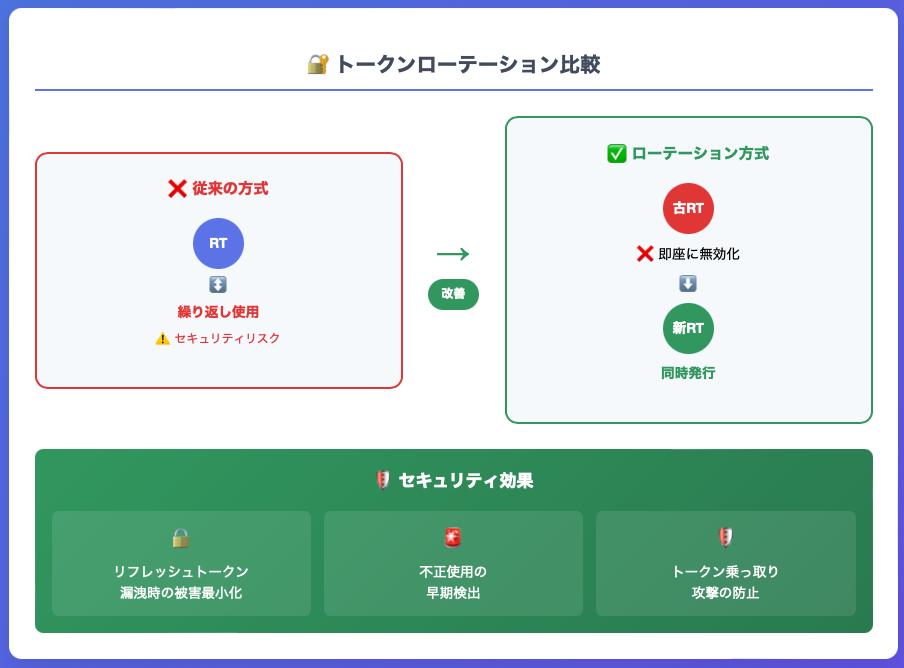 トークンローテーション比較
従来の方式
RT
繰り返し使用
セキュリティリスク
改善
ローテーション方式
古RT
即座に無効化
新RT
同時発行
セキュリティ効果
リフレッシュトークン
漏洩時の被害最小化
不正使用の
早期検出
トークン乗っ取り
攻撃の防止